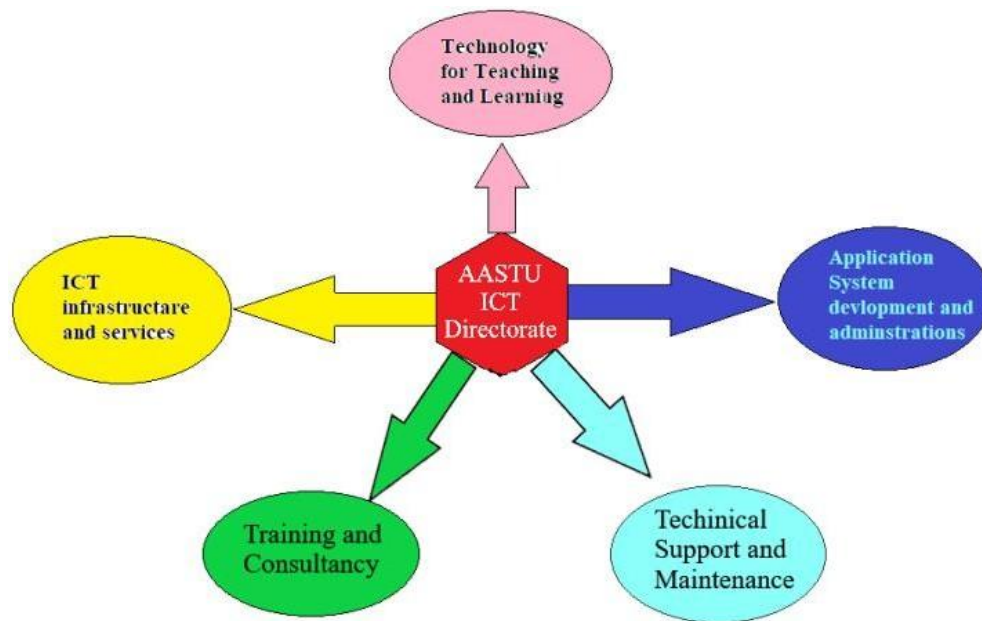 Technology
for Teaching
and Learning
AASTU
ICT
Directorate
ICT
infrastractare
and services
Application
System
devlopment and
adminstrations
Training and
Consultancy
Techinical
Support and
Maintenance